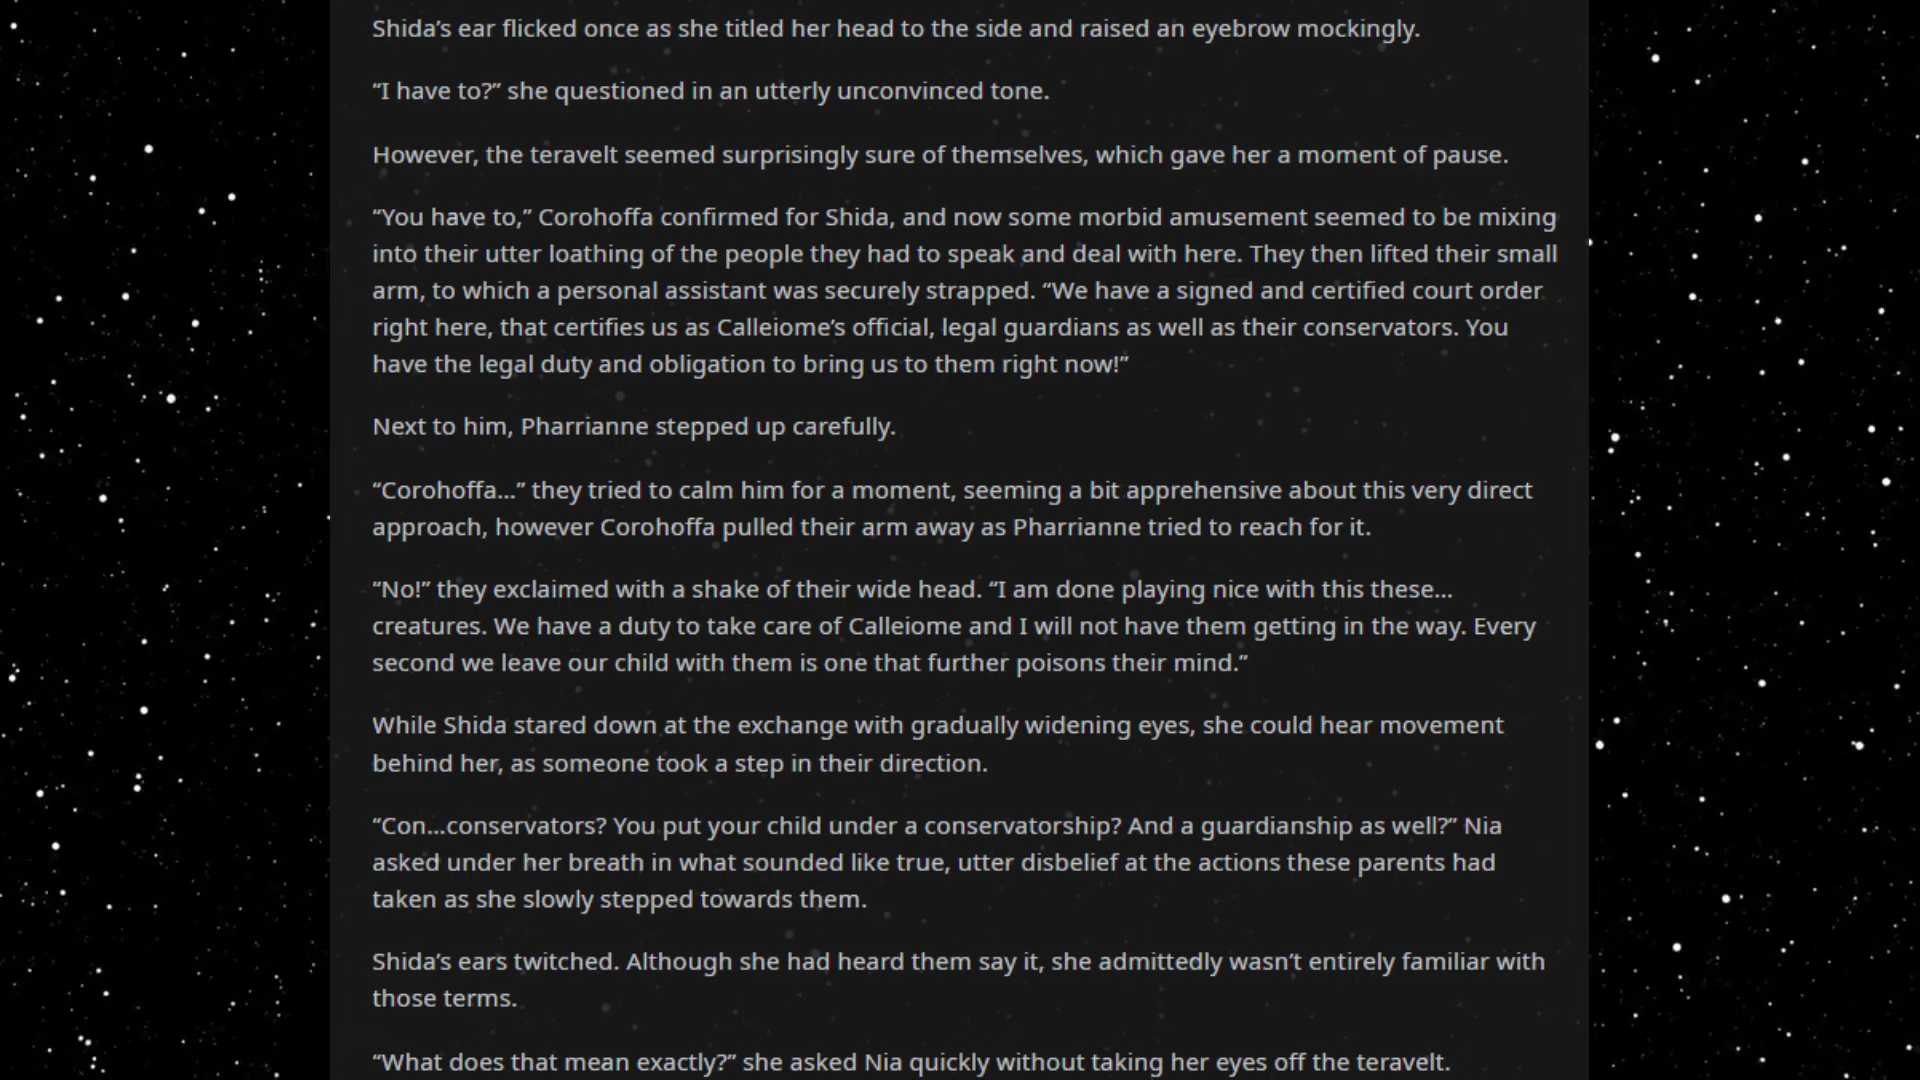 Shida’s ear flicked once as she titled her head to the side and raised an eyebrow mockingly.
“I have to?” she questioned in an utterly unconvinced tone.
However, the teravelt seemed surprisingly sure of themselves, which gave her a moment of pause.
“You have to,” Corohoffa confirmed for Shida, and now some morbid amusement seemed to be mixing
into their utter loathing of the people they had to speak and deal with here. They then lifted their small
arm, to which a personal assistant was securely strapped. “We have a signed and certified court order
right here, that certifies us as Calleiome’s official, legal guardians as well as their conservators. You
have the legal duty and obligation to bring us to them right now!”
Next to him, Pharrianne stepped up carefully.
“Corohoffa…” they tried to calm him for a moment, seeming a bit apprehensive about this very direct
approach, however Corohoffa pulled their arm away as Pharrianne tried to reach for it.
“No!” they exclaimed with a shake of their wide head. “I am done playing nice with this these…
creatures. We have a duty to take care of Calleiome and I will not have them getting in the way. Every
second we leave our child with them is one that further poisons their mind.”
While Shida stared down at the exchange with gradually widening eyes, she could hear movement
behind her, as someone took a step in their direction.
“Con…conservators? You put your child under a conservatorship? And a guardianship as well?” Nia
asked under her breath in what sounded like true, utter disbelief at the actions these parents had
taken as she slowly stepped towards them.
Shida’s ears twitched. Although she had heard them say it, she admittedly wasn’t entirely familiar with
those terms.
“What does that mean exactly?” she asked Nia quickly without taking her eyes off the teravelt.